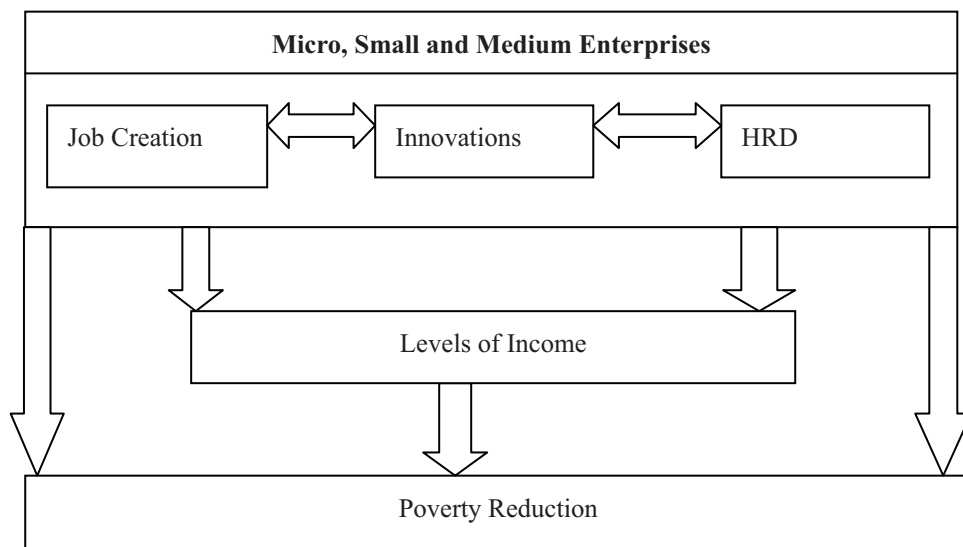 Micro, Small and Medium Enterprises
Job Creation
Innovations
HRD
Levels of Income
Poverty Reduction